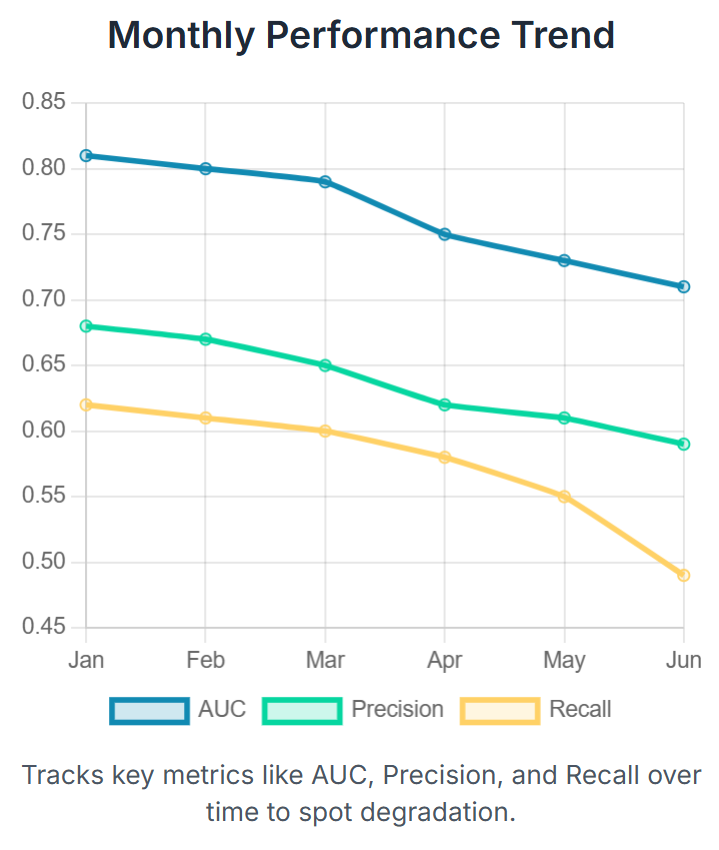 Monthly Performance Trend
0.85
0.80
0.75
0.70
0.65
0.60
0.55
0.50
0.45
Jan Feb Mar Apr May Jun
AUC Precision Recall
Tracks key metrics like AUC, Precision, and Recall over
time to spot degradation.